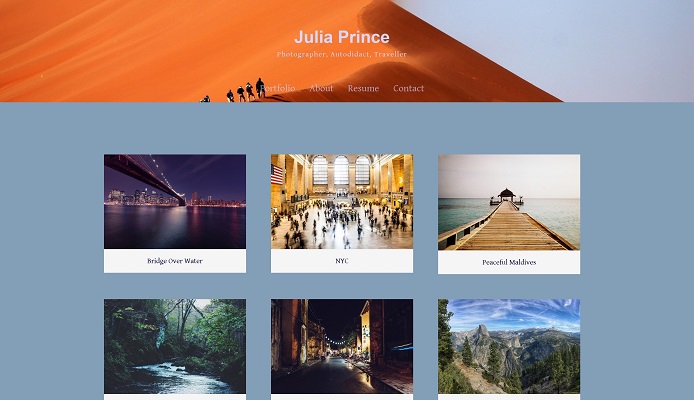 Julia Prince
Photographer, Autodidact, Traveller
Portfolio About Resume Contact
Bridge Over Water
NYC
Peaceful Maldives